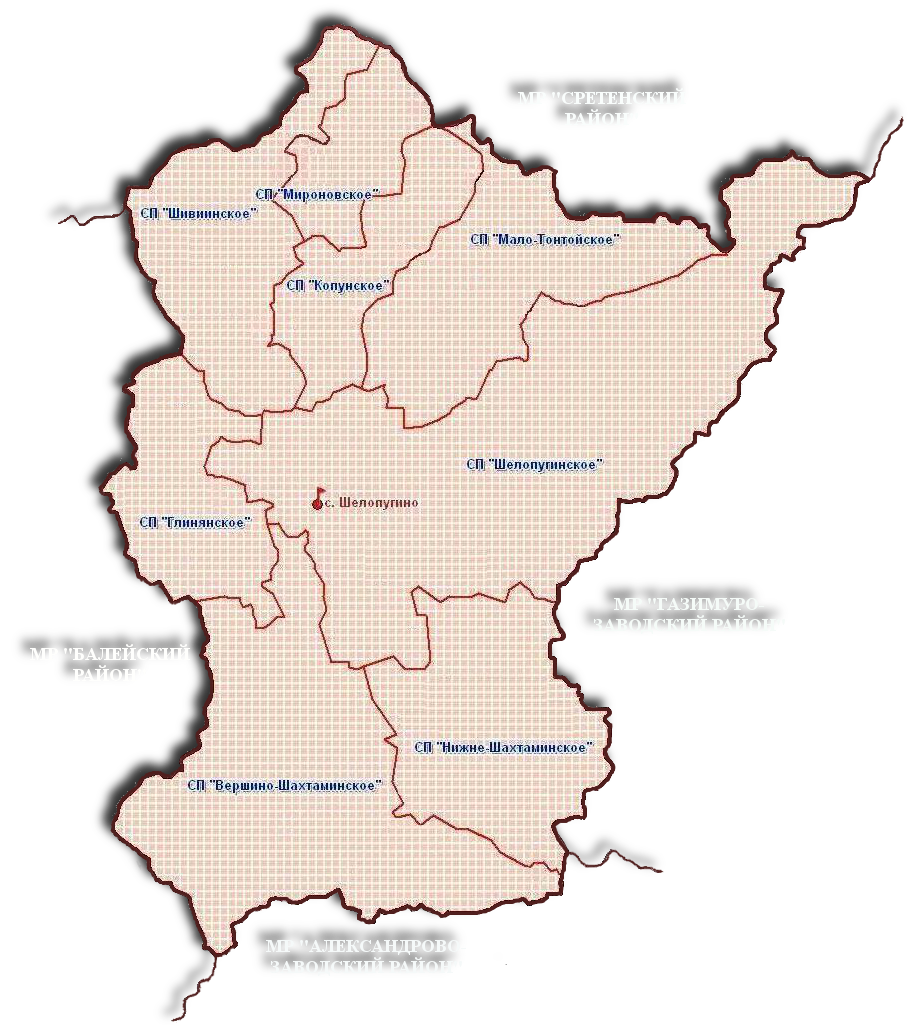 МР "СРЕТЕНСКИЙ
РАЙОН
СП "Мироновское"
СП "Шивиинское"
СП "Мало-Тонтойское"
СП "Копунское"
СП "Шелопугинское"
с. Шелопугино
СП "Глинянское"
МР "ГАЗИМУРО-
ЗАВОДСКИЙ РАЙОН
МР "БАЛЕЙСКИЙ
РАЙОН
СП "Нижне-Шахтаминское"
СП "Вершино-Шахтаминское"
МР "АЛЕКСАНДРОВО
ЗАВОДСКИЙ РАЙОН